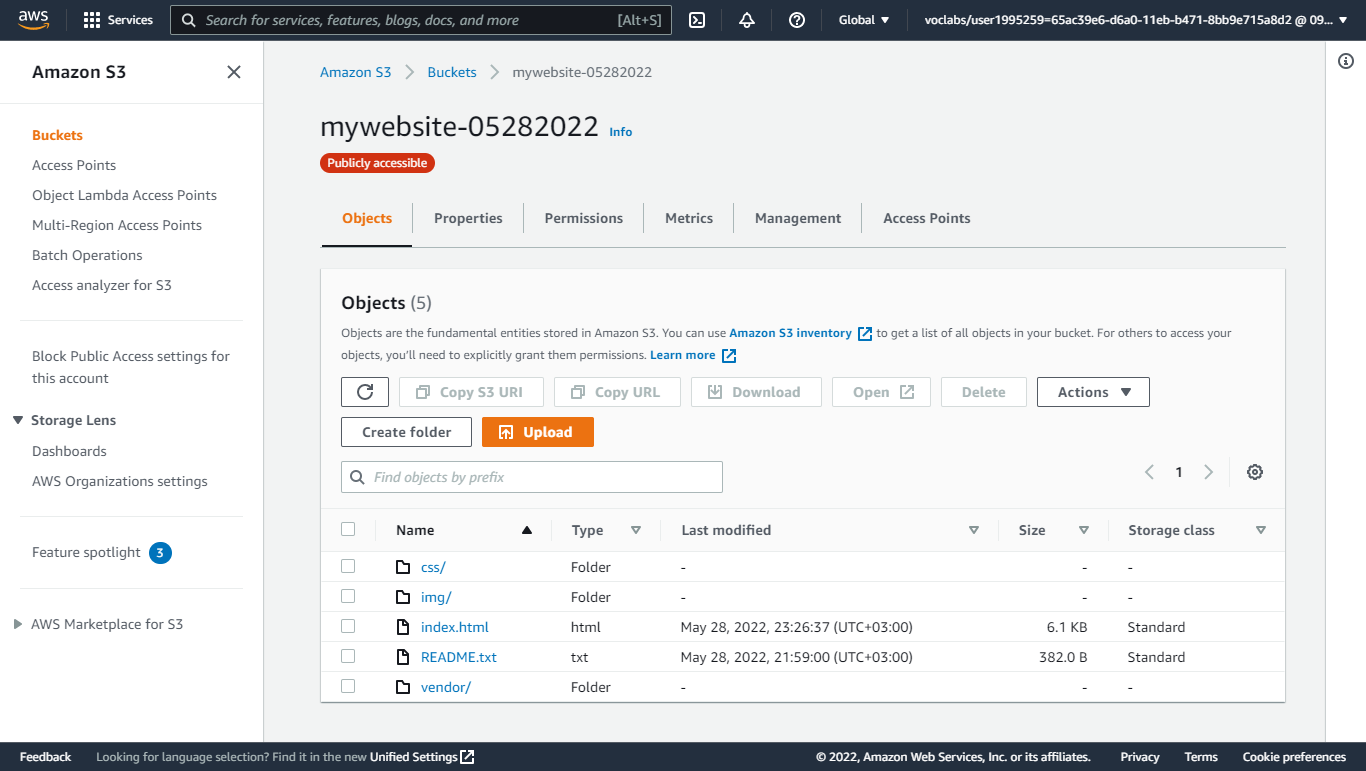 aws Services Search for services, features, blogs, docs, and more [Alt+S] Global voclabs/user1995259=65ac39e6-d6a0-11eb-b471-8bb9e715a8d2 @ 09...
Amazon S3
Buckets
Access Points
Object Lambda Access Points
Multi-Region Access Points
Batch Operations
Access analyzer for S3
Block Public Access settings for
this account
Storage Lens
Dashboards
AWS Organizations settings
Feature spotlight 3
AWS Marketplace for S3
Amazon S3 Buckets mywebsite-05282022
mywebsite-05282022 Info
Publicly accessible
Objects Properties Permissions Metrics Management Access Points
Objects (5)
Objects are the fundamental entities stored in Amazon S3. You can use Amazon S3 inventory to get a list of all objects in your bucket. For others to access your
objects, you'll need to explicitly grant them permissions. Learn more
Copy S3 URI Copy URL Download Open Delete Actions
Create folder Upload
Find objects by prefix 1
Name Type Last modified Size Storage class
css/ Folder - - -
img/ Folder - - -
index.html html May 28, 2022, 23:26:37 (UTC+03:00) 6.1 KB Standard
README.txt txt May 28, 2022, 21:59:00 (UTC+03:00) 382.0 B Standard
vendor/ Folder - - -
Feedback Looking for language selection? Find it in the new Unified Settings © 2022, Amazon Web Services, Inc. or its affiliates. Privacy Terms Cookie preferences